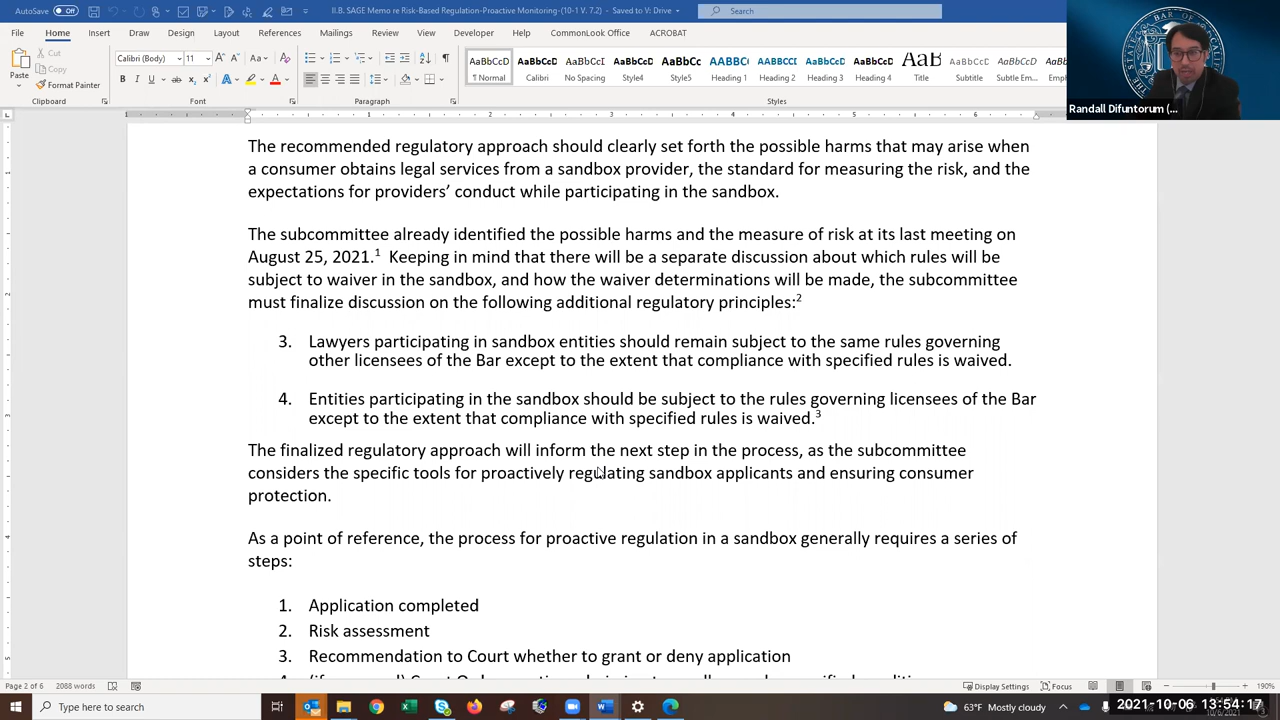 AutoSave Off
II.B. SAGE Memo re Risk-Based Regulation-Proactive Monitoring-(10-1 V. 7.2) - Saved to V: Drive
Search
File Home Insert Draw Design Layout References Mailings Review View Developer Help CommonLook Office ACROBAT
Paste
Cut
Copy
Format Painter
Calibri (Body) 11
AaBbCcD AaBbCcD AaBbCcD AaBbCc AaBbCc AABBC( AABBCCD AaBbCcD AaBbCcD AaB AaBbCcD AaBbCcD
¶ Normal Calibri No Spacing Style4 Style5 Heading Heading 2 Heading 3 Heading 4 Title Subtitle Subtle Em...
Clipboard Font Paragraph Styles
Randall Difuntorum (...
The recommended regulatory approach should clearly set forth the possible harms that may arise when
a consumer obtains legal services from a sandbox provider, the standard for measuring the risk, and the
expectations for providers’ conduct while participating in the sandbox.
The subcommittee already identified the possible harms and the measure of risk at its last meeting on
August 25, 2021.1 Keeping in mind that there will be a separate discussion about which rules will be
subject to waiver in the sandbox, and how the waiver determinations will be made, the subcommittee
must finalize discussion on the following additional regulatory principles:2
3. Lawyers participating in sandbox entities should remain subject to the same rules governing
other licensees of the Bar except to the extent that compliance with specified rules is waived.
4. Entities participating in the sandbox should be subject to the rules governing licensees of the Bar
except to the extent that compliance with specified rules is waived.3
The finalized regulatory approach will inform the next step in the process, as the subcommittee
considers the specific tools for proactively regulating sandbox applicants and ensuring consumer
protection.
As a point of reference, the process for proactive regulation in a sandbox generally requires a series of
steps:
1. Application completed
2. Risk assessment
3. Recommendation to Court whether to grant or deny application
Page 2 of 6 2088 words
Display Settings Focus 190%
Type here to search
63°F Mostly cloudy
2021-10-06 13:54:17